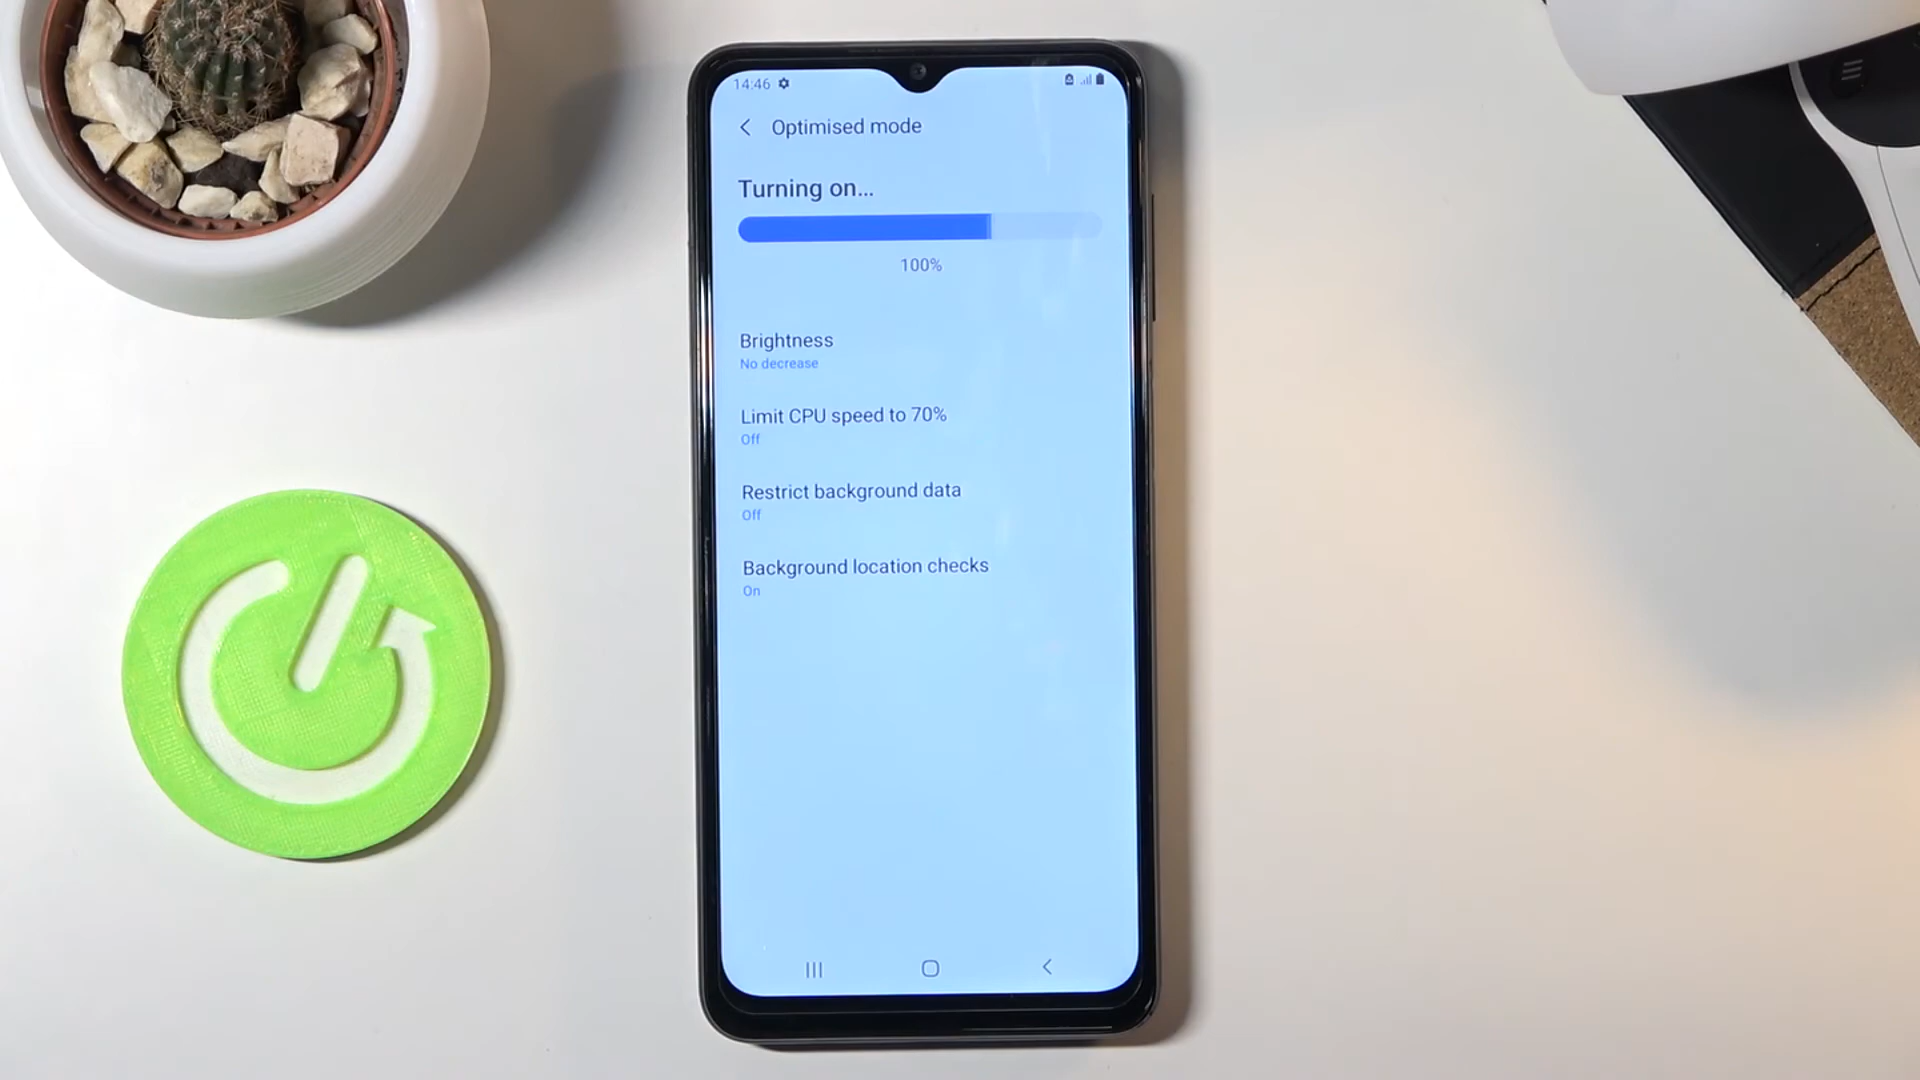 14:46
Optimised mode
Turning on...
100%
Brightness
No decrease
Limit CPU speed to 70%
Off
Restrict background data
Off
Background location checks
On